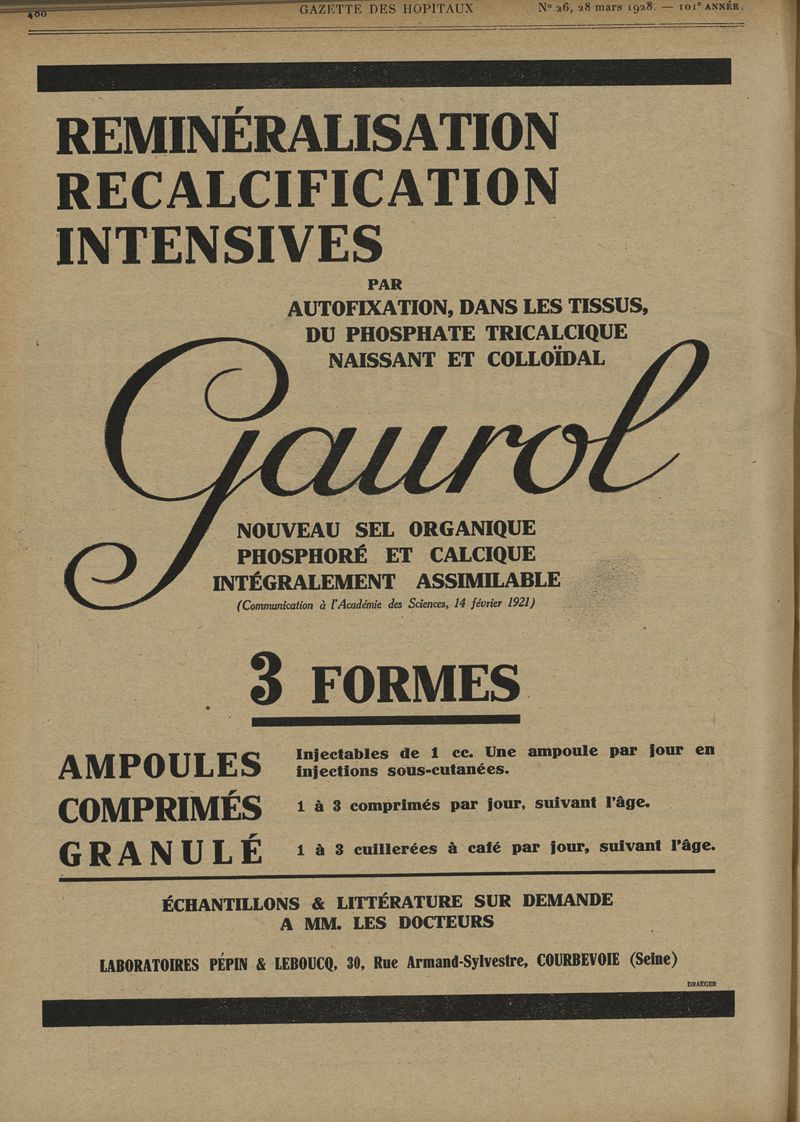 GAZETTE DES HOPITAUX
Nº 26, 28 mars 1928. — 101e ANNÉE.
REMINÉRALISATION
RECALCIFICATION
INTENSIVES
PAR
AUTOFIXATION, DANS LES TISSUS,
DU PHOSPHATE TRICALCIQUE
NAISSANT ET COLLOÏDAL
Gaurol
NOUVEAU SEL ORGANIQUE
PHOSPHORÉ ET CALCIQUE
INTÉGRALEMENT ASSIMILABLE
(Communication à l'Académie des Sciences, 14 février 1921)
3 FORMES
AMPOULES
Injectables de 1 cc. Une ampoule par jour en
injections sous-cutanées.
COMPRIMÉS
1 à 3 comprimés par jour, suivant l'âge.
GRANULÉ
1 à 3 cuillerées à café par jour, suivant l'âge.
ÉCHANTILLONS & LITTÉRATURE SUR DEMANDE
A MM. LES DOCTEURS
LABORATOIRES PÉPIN & LEBOUCQ, 30, Rue Armand-Sylvestre, COURBEVOIE (Seine)
DRAEGER